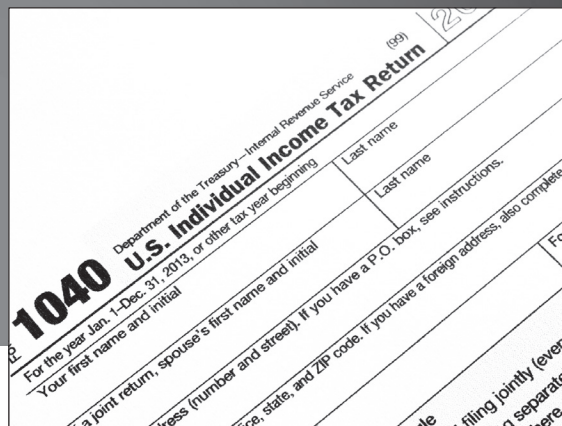 Department of the Treasury—Internal Revenue Service
(99)
1040
U.S. Individual Income Tax Return
20
For the year Jan. 1–Dec. 31, 2013, or other tax year beginning
Your first name and initial
Last name
a joint return, spouse's first name and initial
Last name
(number and street). If you have a P.O. box, see instructions.
state, and ZIP code. If you have a foreign address, also complete
filing jointly (even
separate